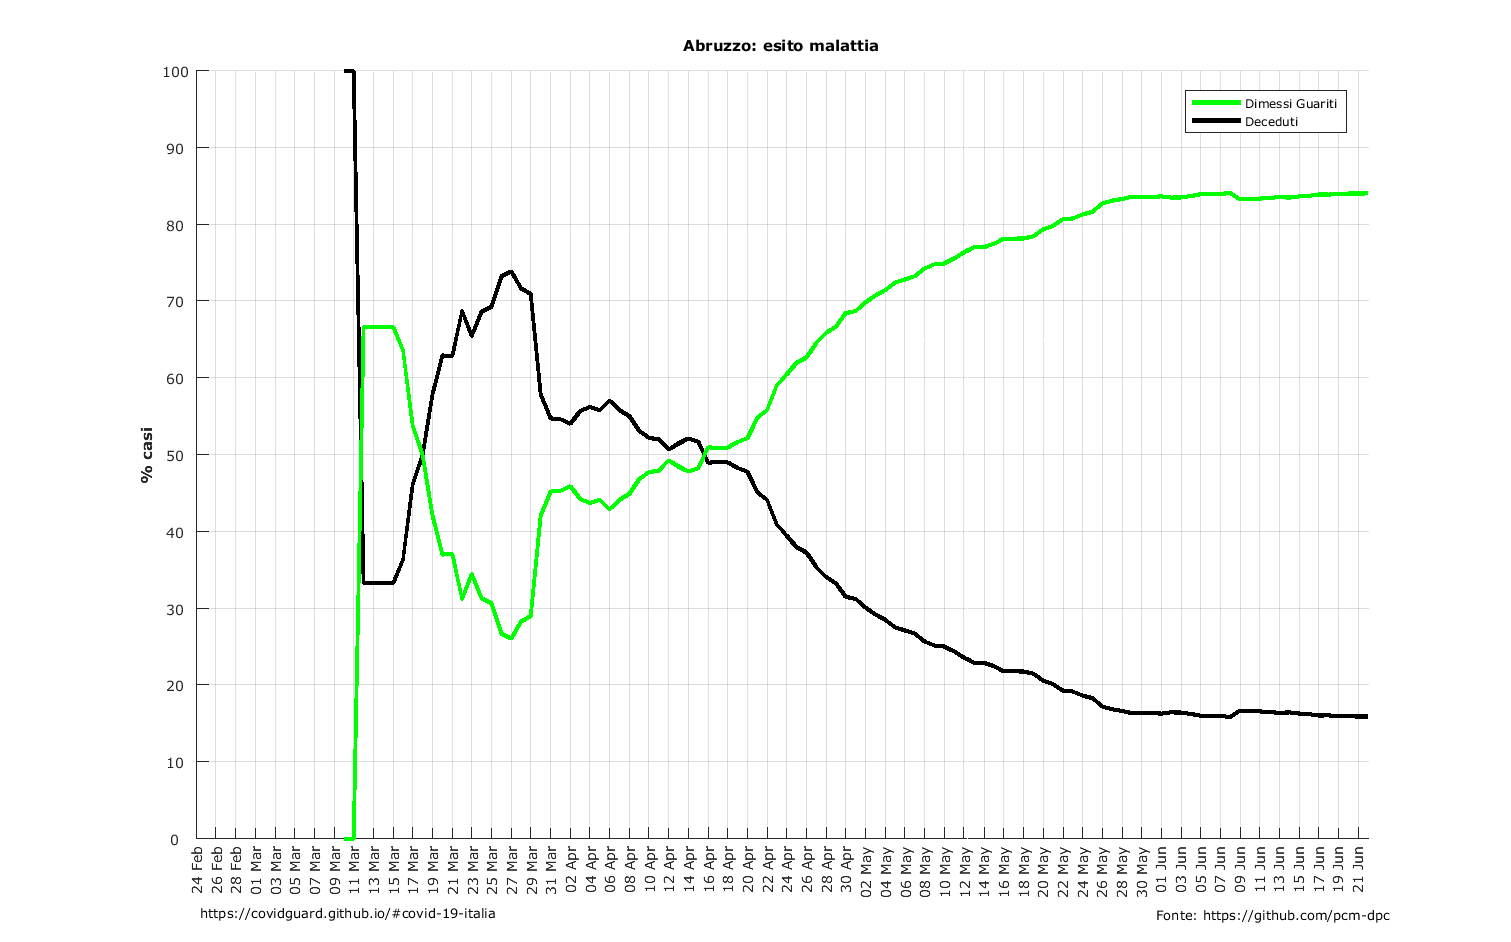 Abruzzo: esito malattia
100
90
80
70
60
50
40
30
20
10
0
% casi
Dimessi Guariti
Deceduti
24 Feb
26 Feb
28 Feb
01 Mar
03 Mar
05 Mar
07 Mar
09 Mar
11 Mar
13 Mar
15 Mar
17 Mar
19 Mar
21 Mar
23 Mar
25 Mar
27 Mar
29 Mar
31 Mar
02 Apr
04 Apr
06 Apr
08 Apr
10 Apr
12 Apr
14 Apr
16 Apr
18 Apr
20 Apr
22 Apr
24 Apr
26 Apr
28 Apr
30 Apr
02 May
04 May
06 May
08 May
10 May
12 May
14 May
16 May
18 May
20 May
22 May
24 May
26 May
28 May
30 May
01 Jun
03 Jun
05 Jun
07 Jun
09 Jun
11 Jun
13 Jun
15 Jun
17 Jun
19 Jun
21 Jun
https://covidguard.github.io/#covid-19-italia
Fonte: https://github.com/pcm-dpc